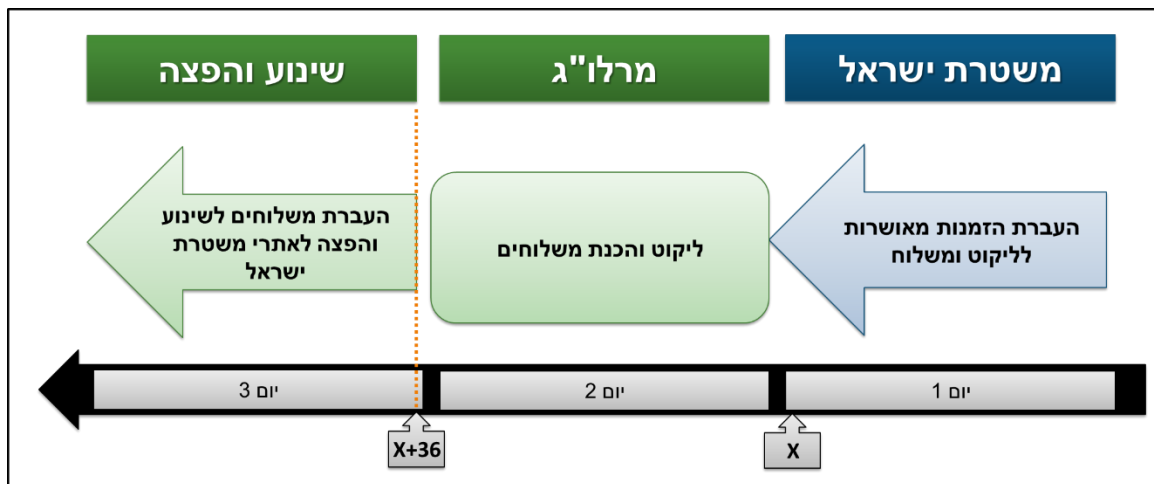 משטרת ישראל
מרלו"ג
שינוע והפצה
העברת הזמנות מאושרות
לליקוט ומשלוח
ליקוט והכנת משלוחים
העברת משלוחים לשינוע
והפצה לאתרי משטרת
ישראל
יום 1
יום 2
יום 3
X
X+36